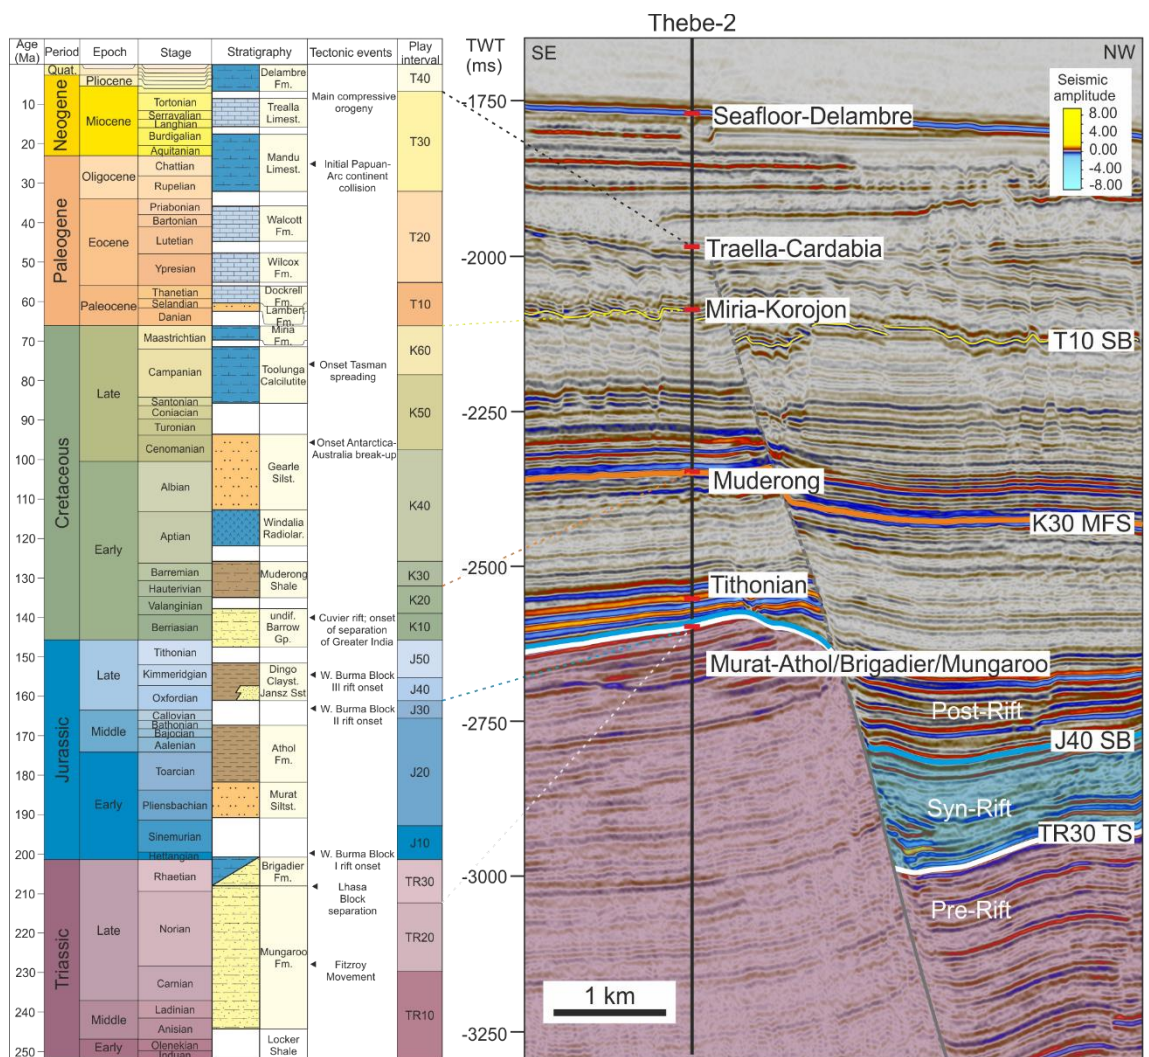 Thebe-2
Age (Ma)
Period
Epoch
Stage
Stratigraphy
Tectonic events
Play interval
TWT (ms)
10
20
30
40
50
60
70
80
90
100
110
120
130
140
150
160
170
180
190
200
210
220
230
240
250
Quat.
Neogene
Paleogene
Cretaceous
Jurassic
Triassic
Pliocene
Miocene
Oligocene
Eocene
Paleocene
Late
Early
Late
Middle
Early
Late
Middle
Early
Tortonian
Serravalian
Langhian
Burdigalian
Aquitanian
Chattian
Rupelian
Priabonian
Bartonian
Lutetian
Ypresian
Thanetian
Selandian
Danian
Maastrichtian
Campanian
Santonian
Coniacian
Turonian
Cenomanian
Albian
Aptian
Barremian
Hauterivian
Valanginian
Berriasian
Tithonian
Kimmeridgian
Oxfordian
Callovian
Bathonian
Bajocian
Aalenian
Toarcian
Pliensbachian
Sinemurian
Hettangian
Rhaetian
Norian
Carnian
Ladinian
Anisian
Olenekian
Induan
Delambre
Fm.
Trealla
Limest.
Mandu
Limest.
Walcott
Fm.
Wilcox
Fm.
Dockrell
Fm.
Lambert
Fm.
Miria
Fm.
Toolunga
Calcilutite
Gearle
Silst.
Windalia
Radiolar.
Muderong
Shale
undif.
Barrow
Gp.
Dingo
Clayst.
Jansz Sst
Athol
Fm.
Murat
Siltst.
Brigadier
Fm.
Mungaroo
Fm.
Locker
Shale
Main compressive
orogeny
Initial Papuan-
Arc continent
collision
Onset Tasman
spreading
Onset Antarctica-
Australia break-up
Cuvier rift; onset
of separation
of Greater India
W. Burma Block
III rift onset
W. Burma Block
II rift onset
W. Burma Block
I rift onset
Lhasa
Block
separation
Fitzroy
Movement
T40
T30
T20
T10
K60
K50
K40
K30
K20
K10
J50
J40
J30
J20
J10
TR30
TR20
TR10
-1750
-2000
-2250
-2500
-2750
-3000
-3250
SE
NW
Seismic
amplitude
8.00
4.00
0.00
-4.00
-8.00
Seafloor-Delambre
Traella-Cardabia
Miria-Korojon
T10 SB
Muderong
K30 MFS
Tithonian
Murat-Athol/Brigadier/Mungaroo
Post-Rift
J40 SB
Syn-Rift
TR30 TS
Pre-Rift
1 km